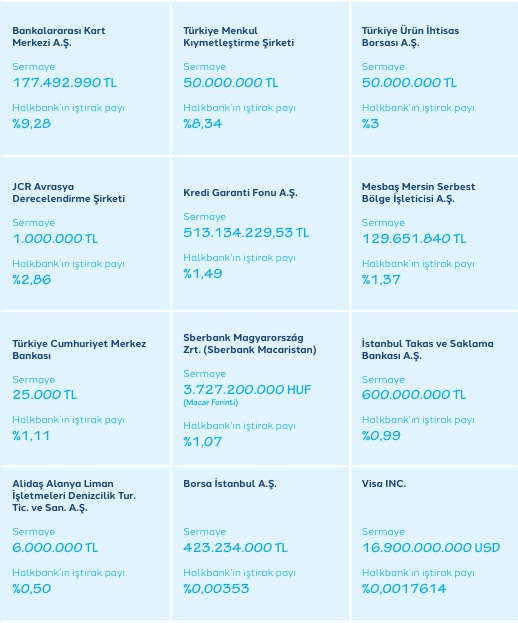 Bankalararası Kart
Merkezi A.Ş.
Sermaye
177.492.990 TL
Halkbank'ın iştirak payı
%9,28
Türkiye Menkul
Kıymetleştirme Şirketi
Sermaye
50.000.000 TL
Halkbank'ın iştirak payı
%8,34
Türkiye Ürün İhtisas
Borsası A.Ş.
Sermaye
50.000.000 TL
Halkbank'ın iştirak payı
%3
JCR Avrasya
Derecelendirme Şirketi
Sermaye
1.000.000 TL
Halkbank'ın iştirak payı
%2,86
Kredi Garanti Fonu A.Ş.
Sermaye
513.134.229,53 TL
Halkbank'ın iştirak payı
%1,49
Mesbaş Mersin Serbest
Bölge İşleticisi A.Ş.
Sermaye
129.651.840 TL
Halkbank'ın iştirak payı
%1,37
Türkiye Cumhuriyet Merkez
Bankası
Sermaye
25.000 TL
Halkbank'ın iştirak payı
%1,11
Sberbank Magyarország
Zrt. (Sberbank Macaristan)
Sermaye
3.727.200.000 HUF
(Macar Forinti)
Halkbank'ın iştirak payı
%1,07
İstanbul Takas ve Saklama
Bankası A.Ş.
Sermaye
600.000.000 TL
Halkbank'ın iştirak payı
%0,99
Alidaş Alanya Liman
İşletmeleri Denizcilik Tur.
Tic. ve San. A.Ş.
Sermaye
6.000.000 TL
Halkbank'ın iştirak payı
%0,50
Borsa İstanbul A.Ş.
Sermaye
423.234.000 TL
Halkbank'ın iştirak payı
%0,00353
Visa INC.
Sermaye
16.900.000.000 USD
Halkbank'ın iştirak payı
%0,0017614